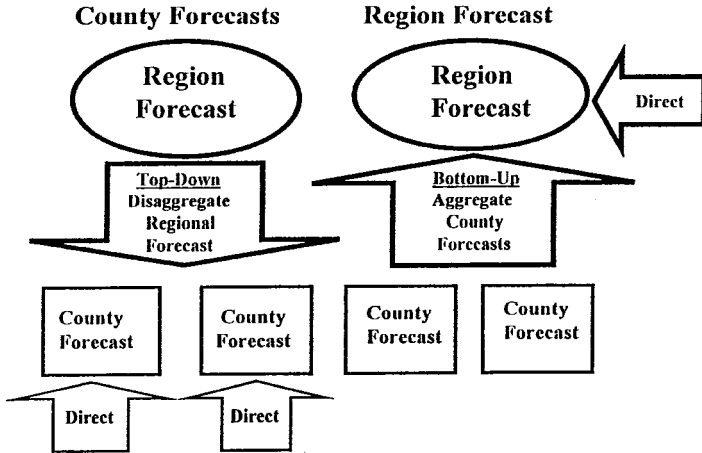 County Forecasts
Region Forecast
Region
Forecast
Region
Forecast
Direct
Top-Down
Disaggregate
Regional
Forecast
Bottom-Up
Aggregate
County
Forecasts
County
Forecast
County
Forecast
County
Forecast
County
Forecast
Direct
Direct